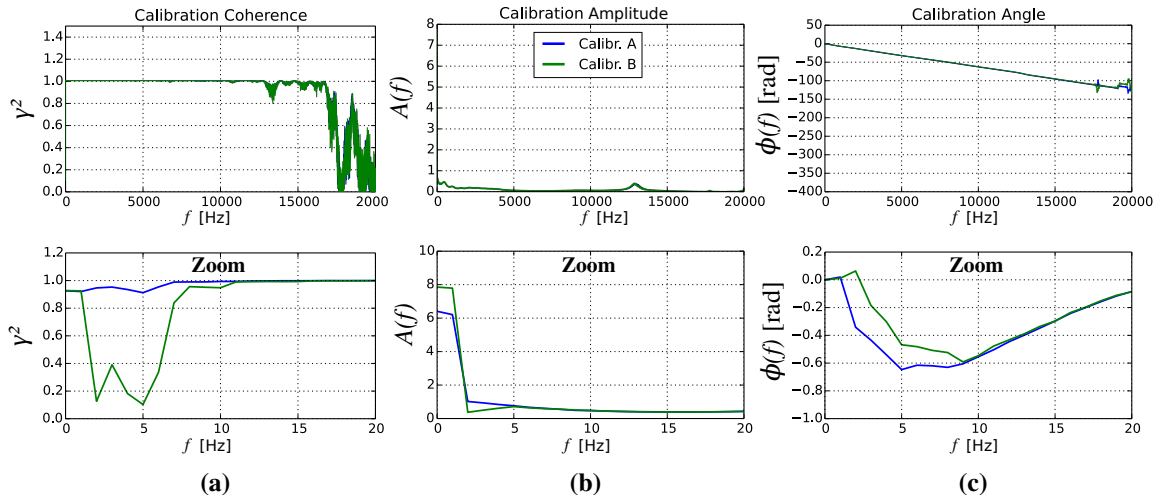 Calibration Coherence
1.4
1.2
1.0
0.8
0.6
0.4
0.2
0.0
γ²
0 5000 10000 15000 20000
f [Hz]
Calibration Amplitude
Calibr. A
Calibr. B
8
7
6
5
4
3
2
1
0
A(f)
0 5000 10000 15000 20000
f [Hz]
Calibration Angle
50
0
−50
−100
−150
−200
−250
−300
−350
−400
ϕ(f) [rad]
0 5000 10000 15000 20000
f [Hz]
Zoom
1.2
1.0
0.8
0.6
0.4
0.2
0.0
γ²
0 5 10 15 20
f [Hz]
(a)
Zoom
10
8
6
4
2
0
A(f)
0 5 10 15 20
f [Hz]
(b)
Zoom
0.2
0.0
−0.2
−0.4
−0.6
−0.8
−1.0
ϕ(f) [rad]
0 5 10 15 20
f [Hz]
(c)